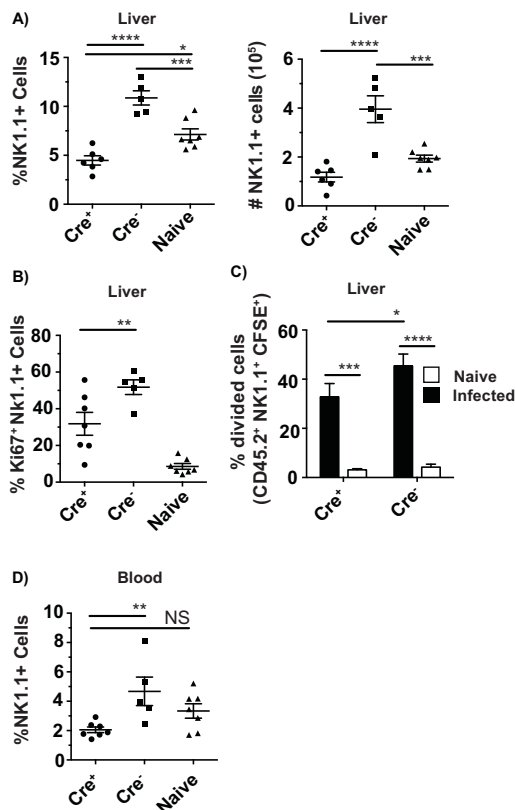 A)
Liver
%NK1.1+ Cells
15
10
5
0
****
*
***
Cre⁺
Cre⁻
Naive
Liver
# NK1.1+ cells (10⁵)
6
4
2
0
****
***
Cre⁺
Cre⁻
Naive
B)
Liver
% Ki67⁺ Nk1.1+ Cells
80
60
40
20
0
**
Cre⁺
Cre⁻
Naive
C)
Liver
% divided cells
(CD45.2⁺ NK1.1⁺ CFSE⁺)
60
40
20
0
*
***
****
Naive
Infected
Cre⁺
Cre⁻
D)
Blood
%NK1.1+ Cells
10
8
6
4
2
0
**
NS
Cre⁺
Cre⁻
Naive